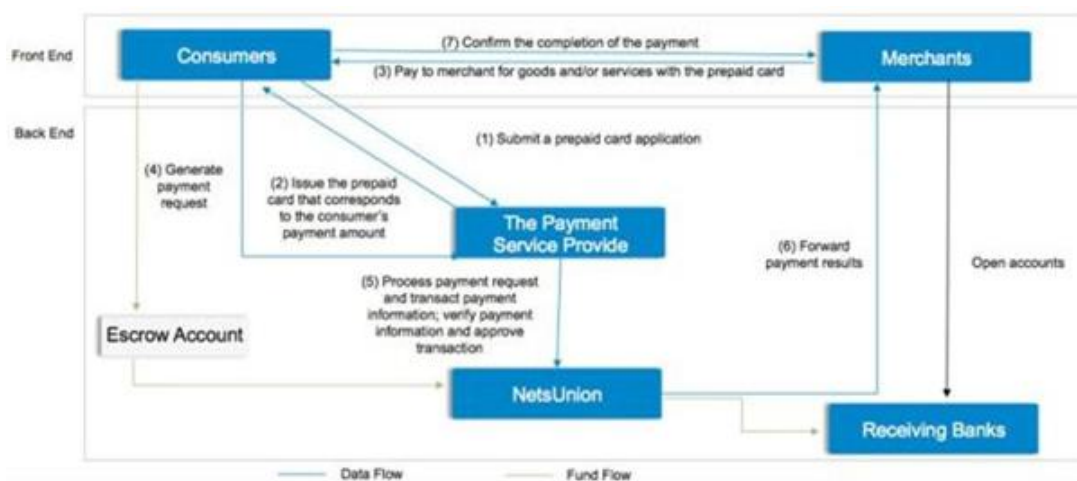 Front End
Consumers
(7) Confirm the completion of the payment
(3) Pay to merchant for goods and/or services with the prepaid card
Merchants
Back End
(1) Submit a prepaid card application
(4) Generate
payment
request
(2) Issue the prepaid
card that corresponds
to the consumer's
payment amount
The Payment
Service Provide
(6) Forward
payment results
Open accounts
(5) Process payment request
and transact payment
information; verify payment
information and approve
transaction
Escrow Account
NetsUnion
Receiving Banks
Data Flow
Fund Flow